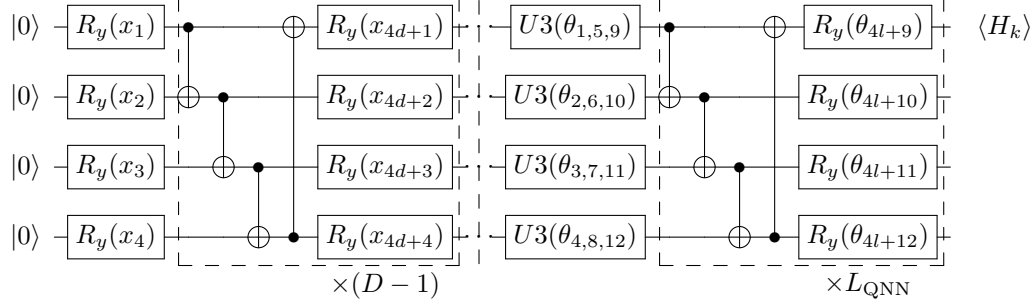 |0⟩ R_y(x_1) R_y(x_{4d+1}) U3(θ_{1,5,9}) R_y(θ_{4l+9}) ⟨H_k⟩
|0⟩ R_y(x_2) R_y(x_{4d+2}) U3(θ_{2,6,10}) R_y(θ_{4l+10})
|0⟩ R_y(x_3) R_y(x_{4d+3}) U3(θ_{3,7,11}) R_y(θ_{4l+11})
|0⟩ R_y(x_4) R_y(x_{4d+4}) U3(θ_{4,8,12}) R_y(θ_{4l+12})
×(D − 1) ×L_{QNN}